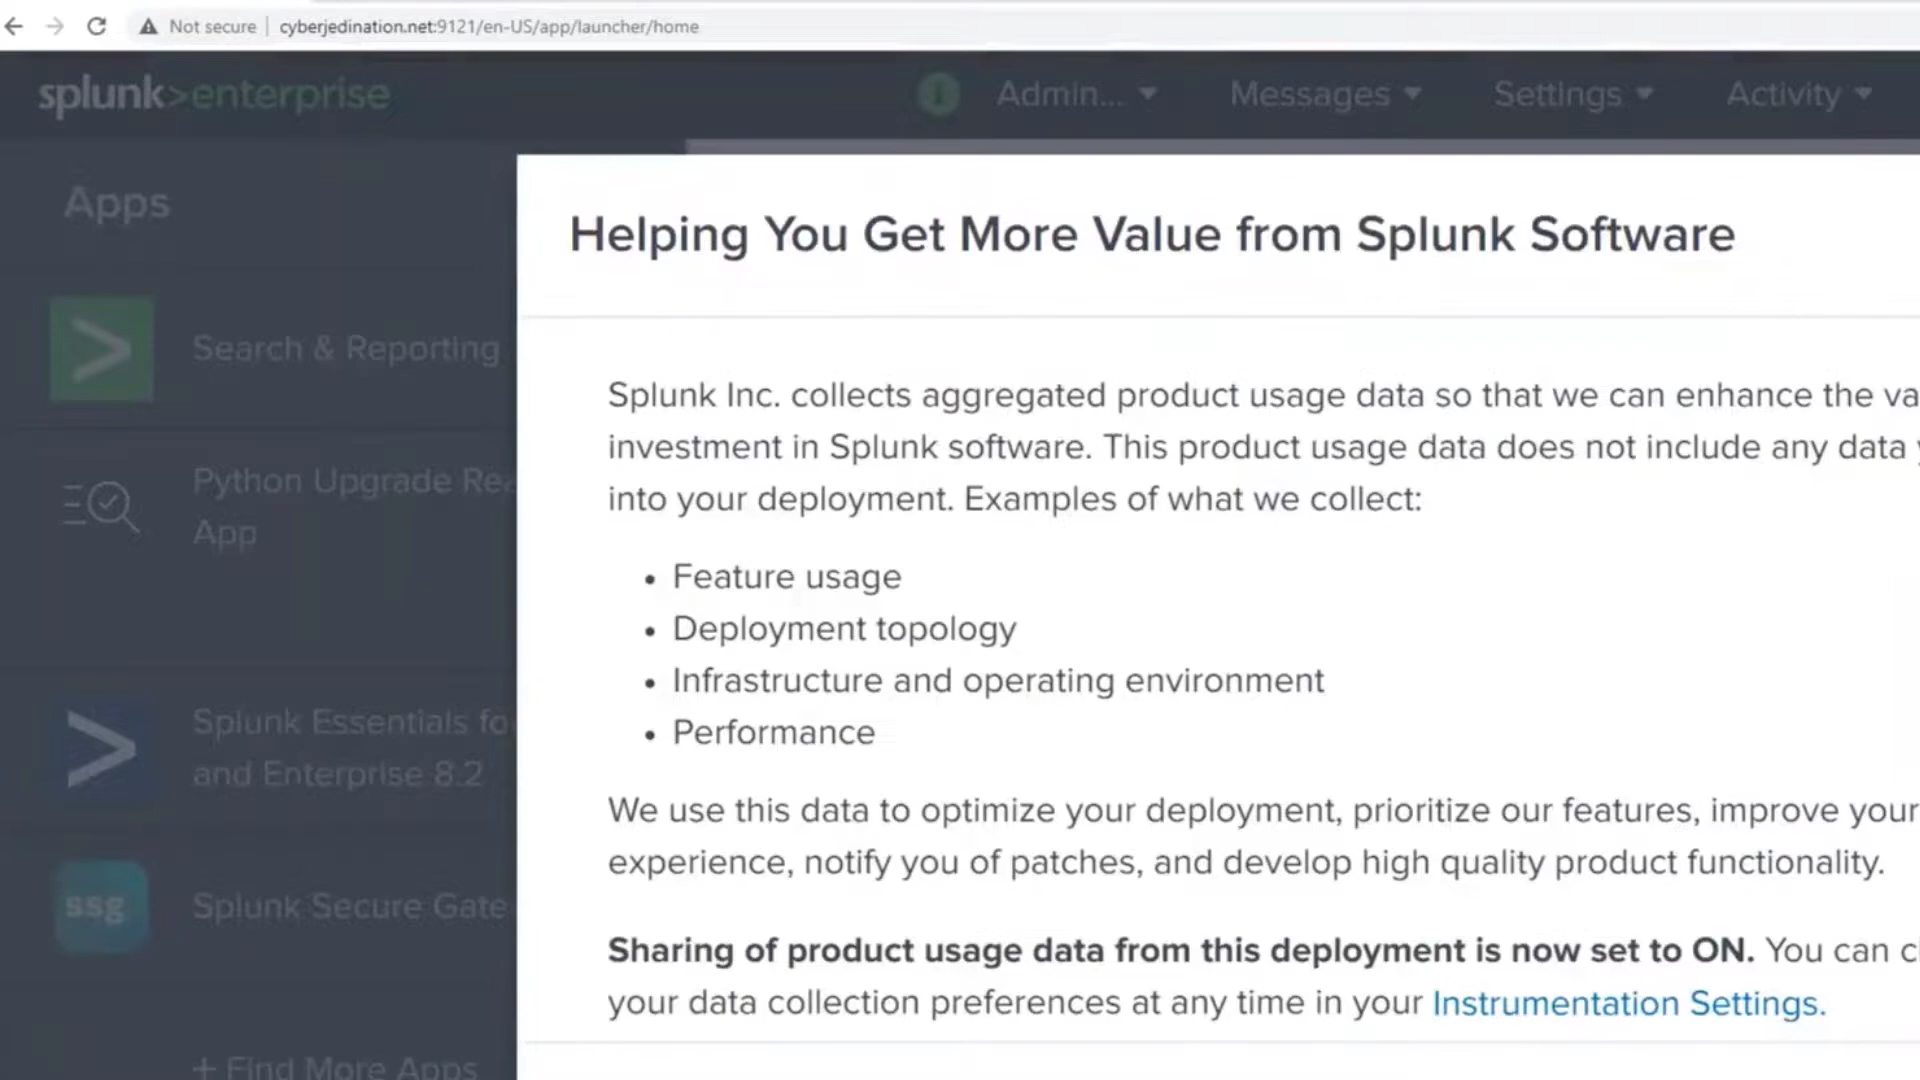 Not secure | cyberjedination.net:9121/en-US/app/launcher/home
splunk>enterprise
Admin...
Messages
Settings
Activity
Apps
Helping You Get More Value from Splunk Software
Search & Reporting
Splunk Inc. collects aggregated product usage data so that we can enhance the va
investment in Splunk software. This product usage data does not include any data
into your deployment. Examples of what we collect:
Python Upgrade Rea
App
• Feature usage
• Deployment topology
• Infrastructure and operating environment
• Performance
Splunk Essentials fo
and Enterprise 8.2
We use this data to optimize your deployment, prioritize our features, improve your
experience, notify you of patches, and develop high quality product functionality.
ssg
Splunk Secure Gate
Sharing of product usage data from this deployment is now set to ON. You can c
your data collection preferences at any time in your Instrumentation Settings.
+ Find More Apps